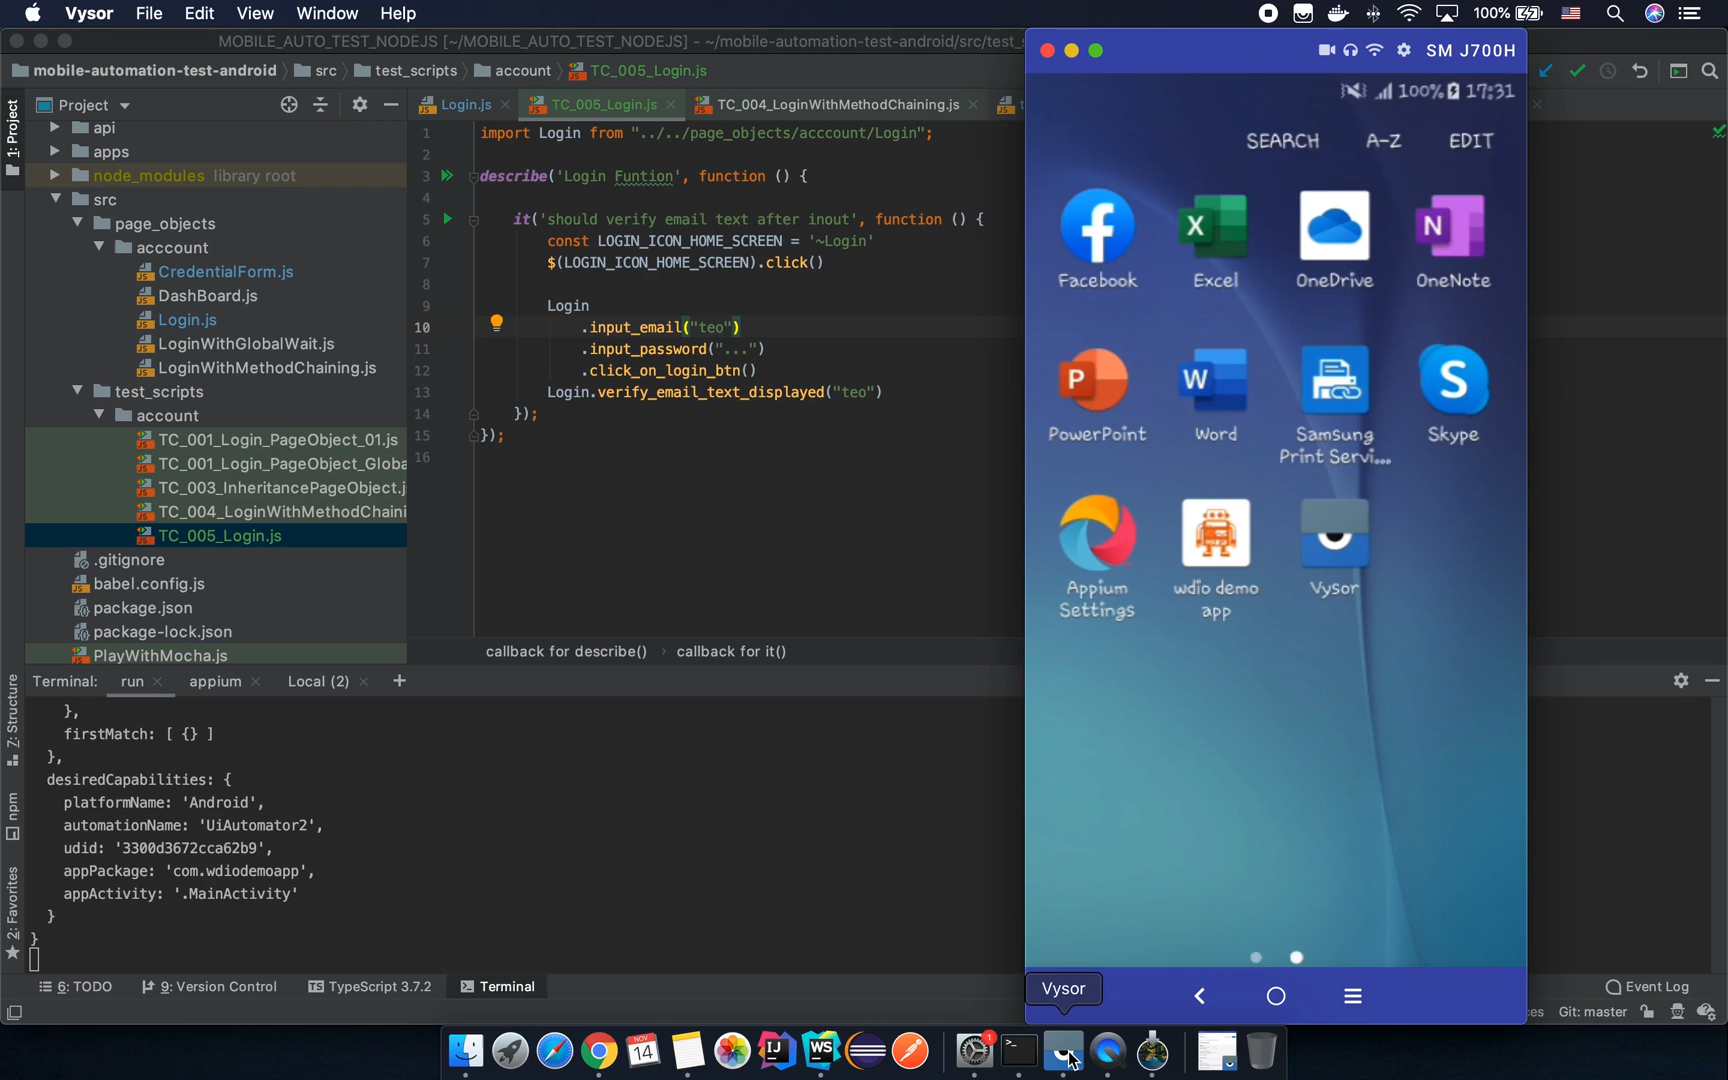 Vysor File Edit View Window Help
100%
MOBILE_AUTO_TEST_NODEJS [~/MOBILE_AUTO_TEST_NODEJS] - ~/mobile-automation-test-android/src/test_s
mobile-automation-test-android src test_scripts account TC_005_Login.js
1: Project
Project
Login.js TC_005_Login.js TC_004_LoginWithMethodChaining.js
api
apps
node_modules library root
src
page_objects
acccount
CredentialForm.js
DashBoard.js
Login.js
LoginWithGlobalWait.js
LoginWithMethodChaining.js
test_scripts
account
TC_001_Login_PageObject_01.js
TC_001_Login_PageObject_Globa
TC_003_InheritancePageObject.j
TC_004_LoginWithMethodChaini
TC_005_Login.js
.gitignore
babel.config.js
package.json
package-lock.json
PlayWithMocha.js
1 import Login from "../../page_objects/acccount/Login";
2
3 describe('Login Funtion', function () {
4
5 it('should verify email text after inout', function () {
6 const LOGIN_ICON_HOME_SCREEN = '~Login'
7 $(LOGIN_ICON_HOME_SCREEN).click()
8
9 Login
10 .input_email("teo")
11 .input_password("...")
12 .click_on_login_btn()
13 Login.verify_email_text_displayed("teo")
14 });
15 });
16
callback for describe() › callback for it()
Terminal: run appium Local (2) +
},
firstMatch: [ {} ]
},
desiredCapabilities: {
platformName: 'Android',
automationName: 'UiAutomator2',
udid: '3300d3672cca62b9',
appPackage: 'com.wdiodemoapp',
appActivity: '.MainActivity'
}
}
Z: Structure
npm
2: Favorites
6: TODO 9: Version Control TypeScript 3.7.2 Terminal
Event Log
Git: master
SM J700H
100% 17:31
SEARCH A-Z EDIT
Facebook Excel OneDrive OneNote
PowerPoint Word Samsung Print Servi... Skype
Appium Settings wdio demo app Vysor
Vysor
NOV
14
IJ
WS
1